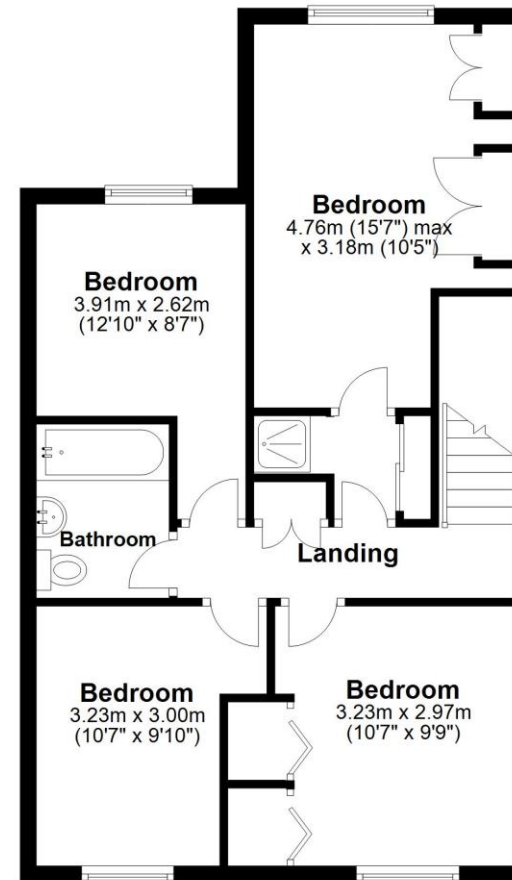 Bedroom
4.76m (15'7") max
x 3.18m (10'5")
Bedroom
3.91m x 2.62m
(12'10" x 8'7")
Bathroom
Landing
Bedroom
3.23m x 3.00m
(10'7" x 9'10")
Bedroom
3.23m x 2.97m
(10'7" x 9'9")